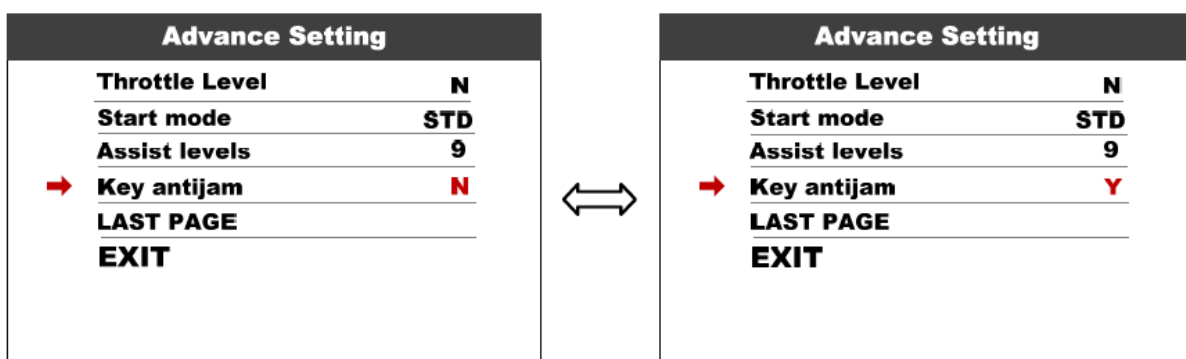 Advance Setting
Throttle Level N
Start mode STD
Assist levels 9
Key antijam N
LAST PAGE
EXIT
Advance Setting
Throttle Level N
Start mode STD
Assist levels 9
Key antijam Y
LAST PAGE
EXIT